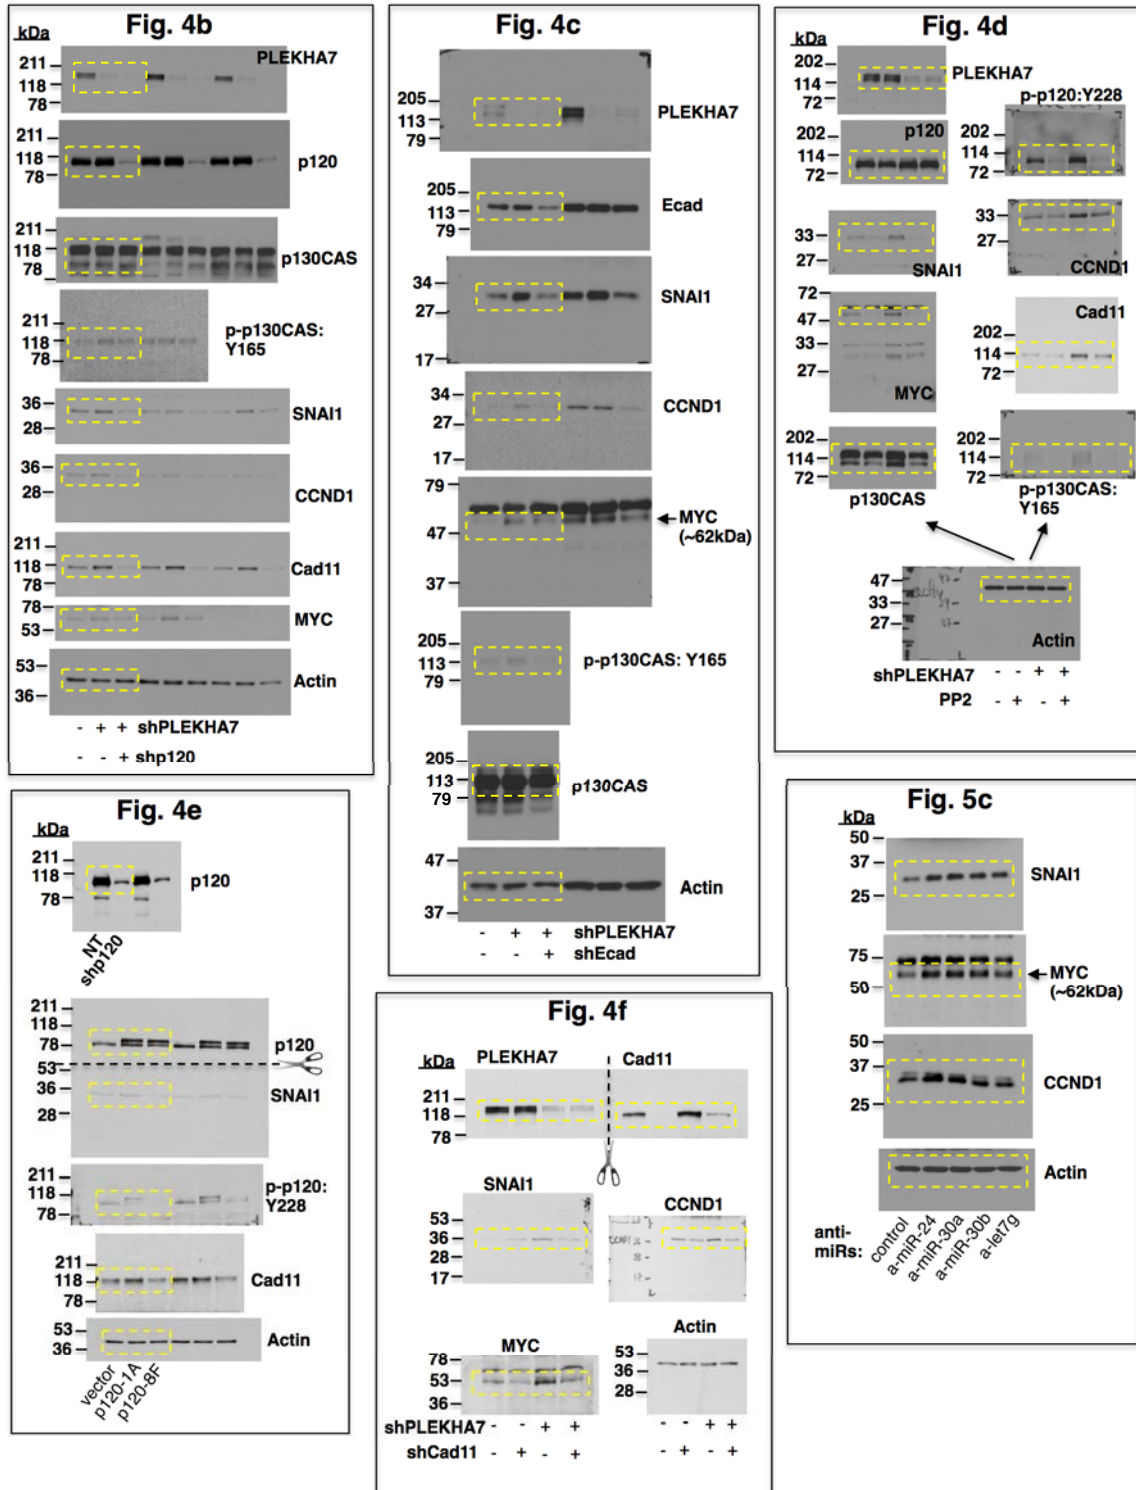 Fig. 4b
kDa
PLEKHA7
211
118
78
211
118
78
p120
211
118
78
p130CAS
211
118
78
p-p130CAS:
Y165
36
28
SNAI1
36
28
CCND1
211
118
78
Cad11
78
53
MYC
53
36
Actin
- + + shPLEKHA7
- - + shp120
Fig. 4c
kDa
205
113
PLEKHA7
205
113
79
Ecad
34
27
17
SNAI1
34
27
17
CCND1
79
47
37
MYC
(~62kDa)
205
113
79
p-p130CAS: Y165
205
113
79
p130CAS
47
37
Actin
- + + shPLEKHA7
+ shEcad
Fig. 4d
kDa
202
114
72
PLEKHA7
p-p120:Y228
202
114
72
p120
202
114
72
33
27
SNAI1
33
27
CCND1
72
47
33
27
MYC
Cad11
202
114
72
202
114
72
p130CAS
202
114
72
p-p130CAS:
Y165
47
33
27
Actin
shPLEKHA7 - - + +
PP2 - + - +
Fig. 4e
kDa
211
118
78
p120
NT
shp120
211
118
78
53
36
28
p120
SNAI1
211
118
78
p-p120:
Y228
211
118
78
Cad11
53
36
Actin
vector
p120-1A
p120-8F
Fig. 4f
kDa
PLEKHA7 Cad11
211
118
78
SNAI1
53
36
28
17
CCND1
MYC
78
53
36
Actin
53
36
28
shPLEKHA7 - - + + - - + +
shCad11 - + - + - + - +
Fig. 5c
kDa
50
37
25
SNAI1
75
50
MYC
(~62kDa)
50
37
25
CCND1
Actin
anti-
miRs:
control
a-miR-24
a-miR-30a
a-miR-30b
a-let7g